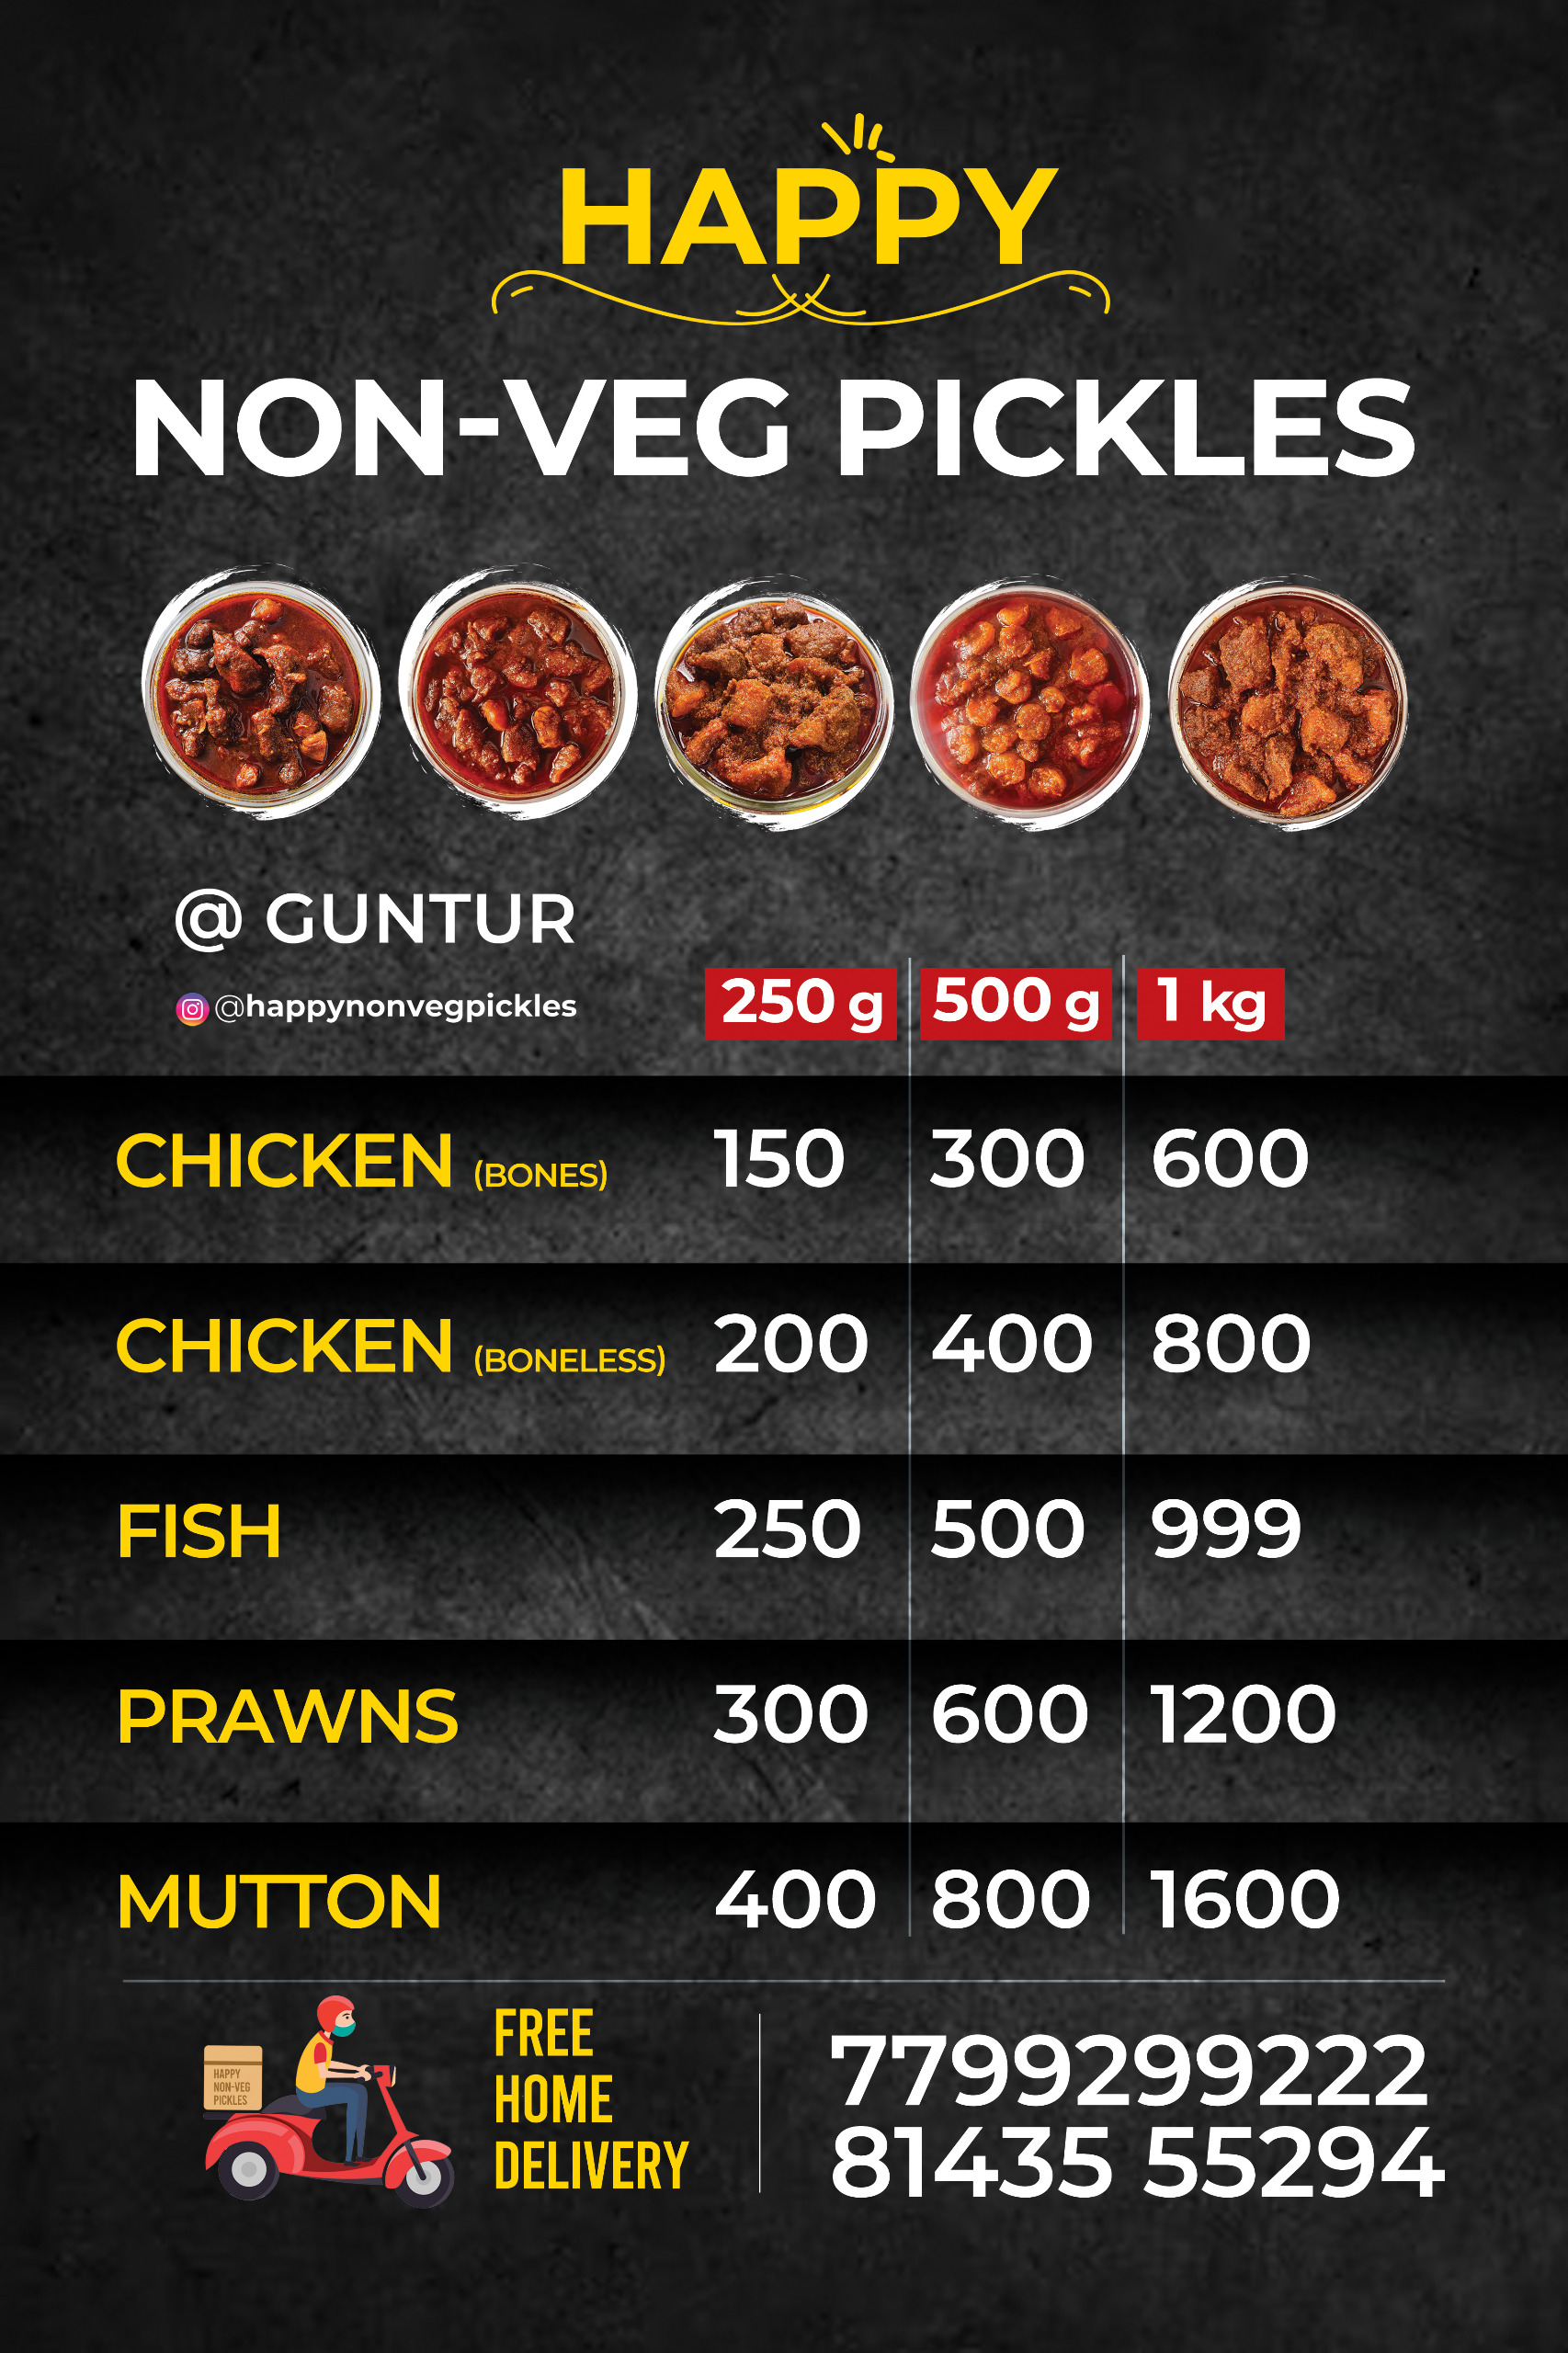 HAPPY
NON-VEG PICKLES
@ GUNTUR
@happynonvegpickles
250 g 500 g 1 kg
CHICKEN (BONES) 150 300 600
CHICKEN (BONELESS) 200 400 800
FISH 250 500 999
PRAWNS 300 600 1200
MUTTON 400 800 1600
HAPPY
NON-VEG
PICKLES
FREE
HOME
DELIVERY
7799299222
81435 55294